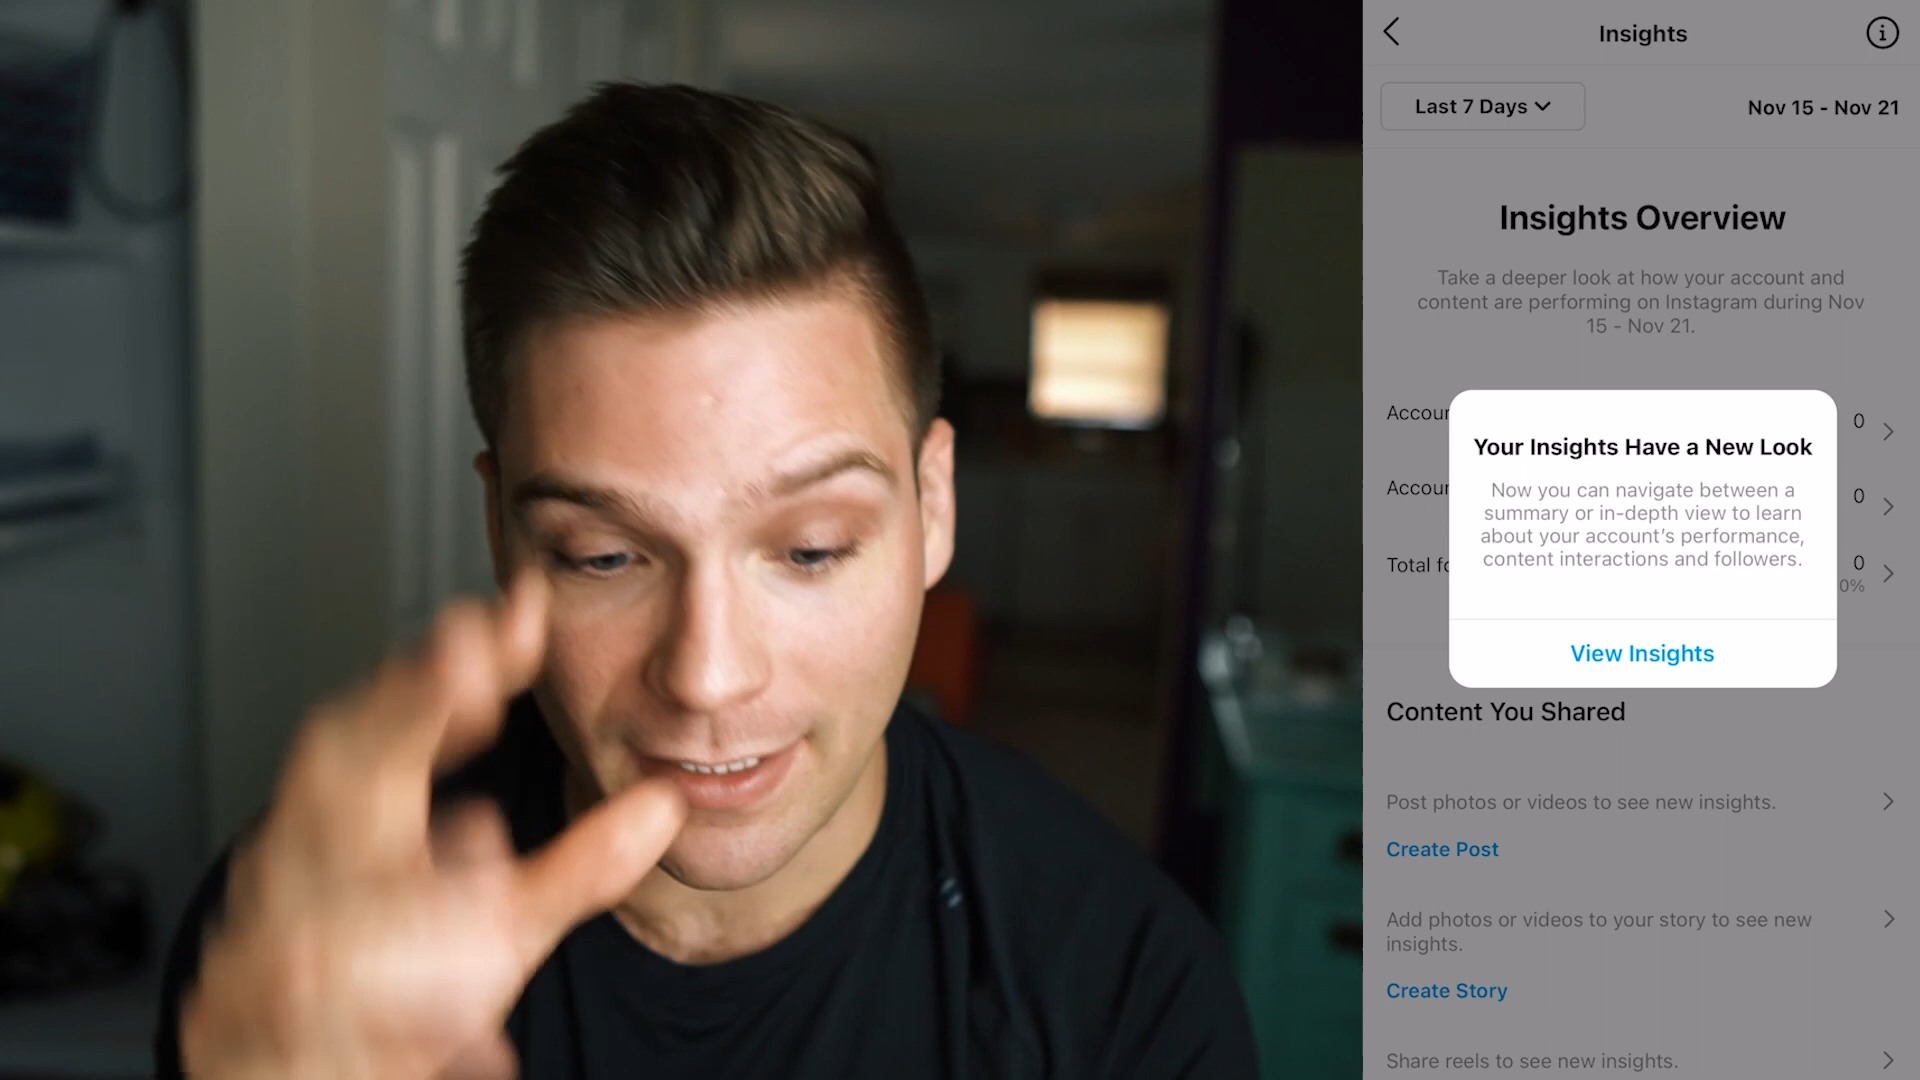 Insights
Last 7 Days
Nov 15 - Nov 21
Insights Overview
Take a deeper look at how your account and
content are performing on Instagram during Nov
15 - Nov 21.
0
0
Total
0
0%
Your Insights Have a New Look
Now you can navigate between a
summary or in-depth view to learn
about your account’s performance,
content interactions and followers.
View Insights
Content You Shared
Post photos or videos to see new insights.
Create Post
Add photos or videos to your story to see new
insights.
Create Story
Share reels to see new insights.